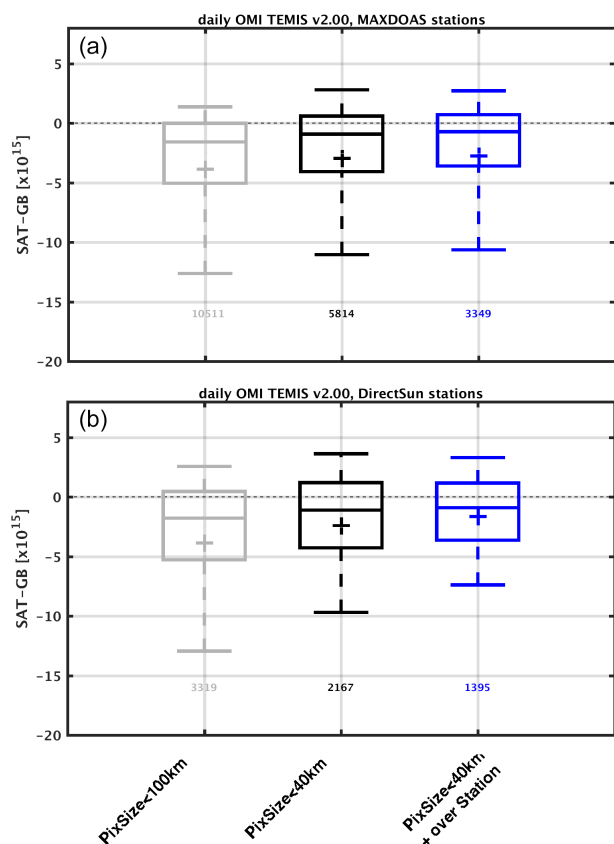 daily OMI TEMIS v2.00, MAXDOAS stations
(a)
5
0
−5
−10
−15
−20
SAT-GB [x10^15]
10511
5814
3349
daily OMI TEMIS v2.00, DirectSun stations
(b)
5
0
−5
−10
−15
−20
SAT-GB [x10^15]
3319
2167
1395
PixSize<100km
PixSize<40km
PixSize<40km
+ over Station